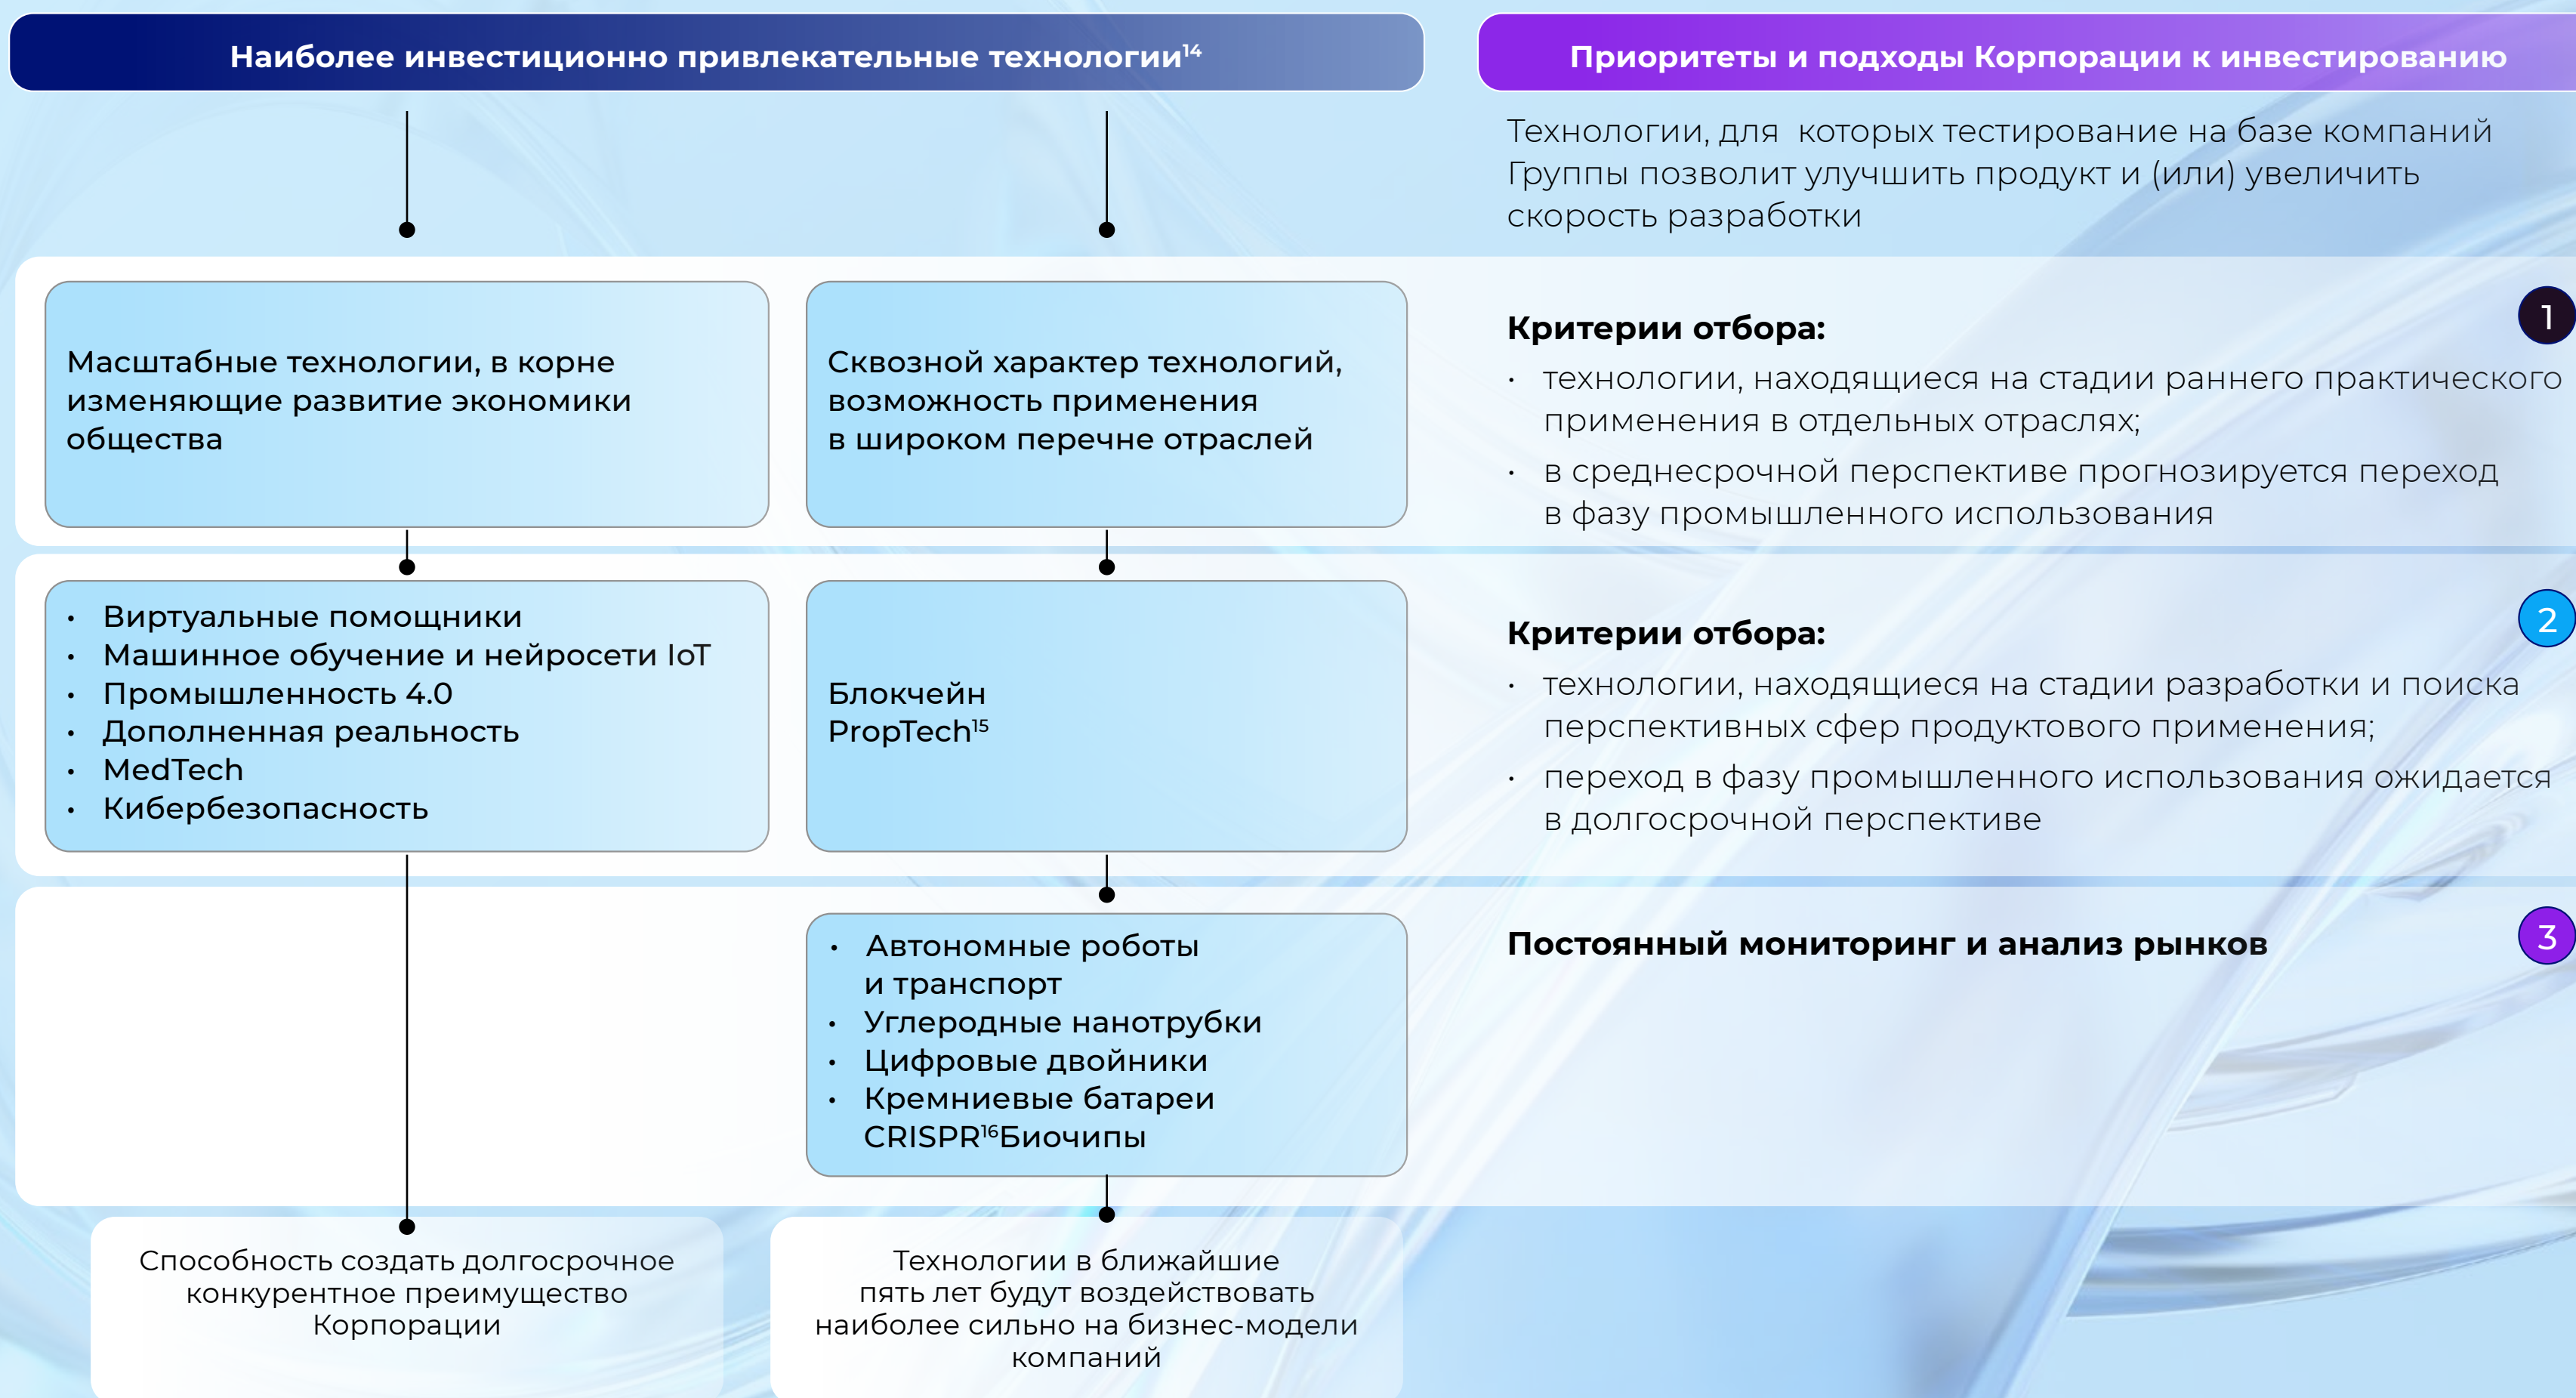 Наиболее инвестиционно привлекательные технологии¹⁴
Приоритеты и подходы Корпорации к инвестированию
Технологии, для которых тестирование на базе компаний
Группы позволит улучшить продукт и (или) увеличить
скорость разработки
Масштабные технологии, в корне
изменяющие развитие экономики
общества
Сквозной характер технологий,
возможность применения
в широком перечне отраслей
Критерии отбора:
1
• технологии, находящиеся на стадии раннего практического
применения в отдельных отраслях;
• в среднесрочной перспективе прогнозируется переход
в фазу промышленного использования
• Виртуальные помощники
• Машинное обучение и нейросети IoT
• Промышленность 4.0
• Дополненная реальность
• MedTech
• Кибербезопасность
Блокчейн
PropTech¹⁵
Критерии отбора:
2
• технологии, находящиеся на стадии разработки и поиска
перспективных сфер продуктового применения;
• переход в фазу промышленного использования ожидается
в долгосрочной перспективе
• Автономные роботы
и транспорт
• Углеродные нанотрубки
• Цифровые двойники
• Кремниевые батареи
CRISPR¹⁶Биочипы
Постоянный мониторинг и анализ рынков
3
Способность создать долгосрочное
конкурентное преимущество
Корпорации
Технологии в ближайшие
пять лет будут воздействовать
наиболее сильно на бизнес-модели
компаний